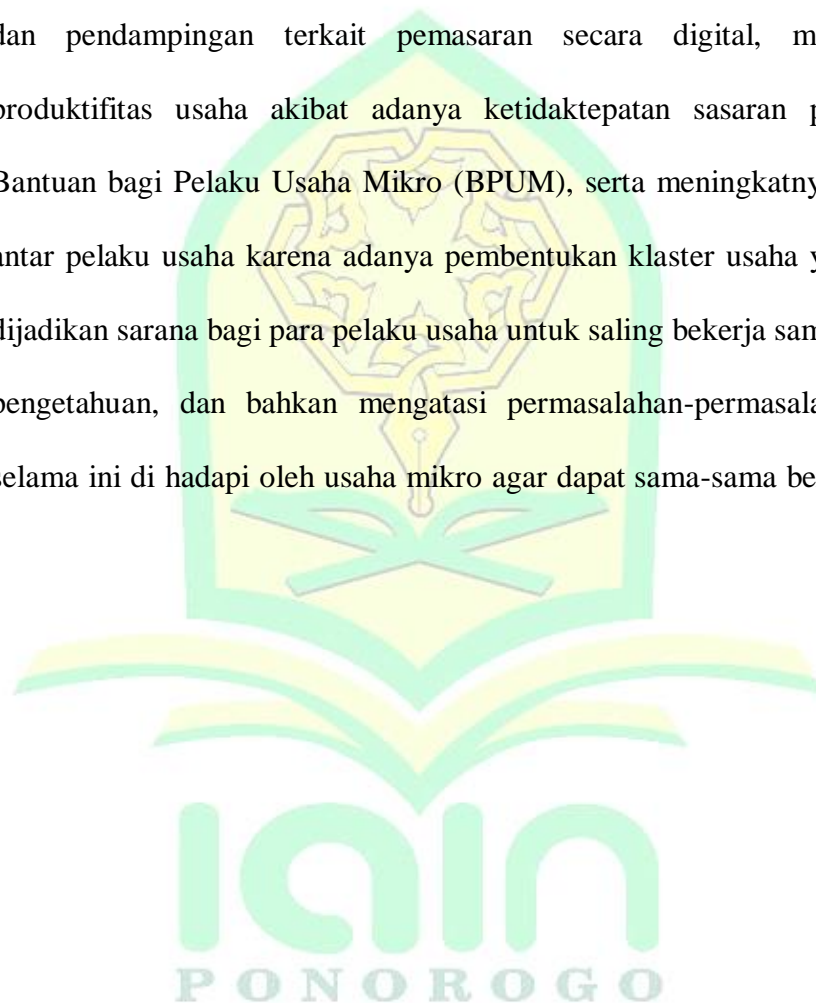 dan pendampingan terkait pemasaran secara digital, m
produktifitas usaha akibat adanya ketidaktepatan sasaran p
Bantuan bagi Pelaku Usaha Mikro (BPUM), serta meningkatny
antar pelaku usaha karena adanya pembentukan klaster usaha y
dijadikan sarana bagi para pelaku usaha untuk saling bekerja sam
pengetahuan, dan bahkan mengatasi permasalahan-permasala
selama ini di hadapi oleh usaha mikro agar dapat sama-sama be
iain
PONOROGO